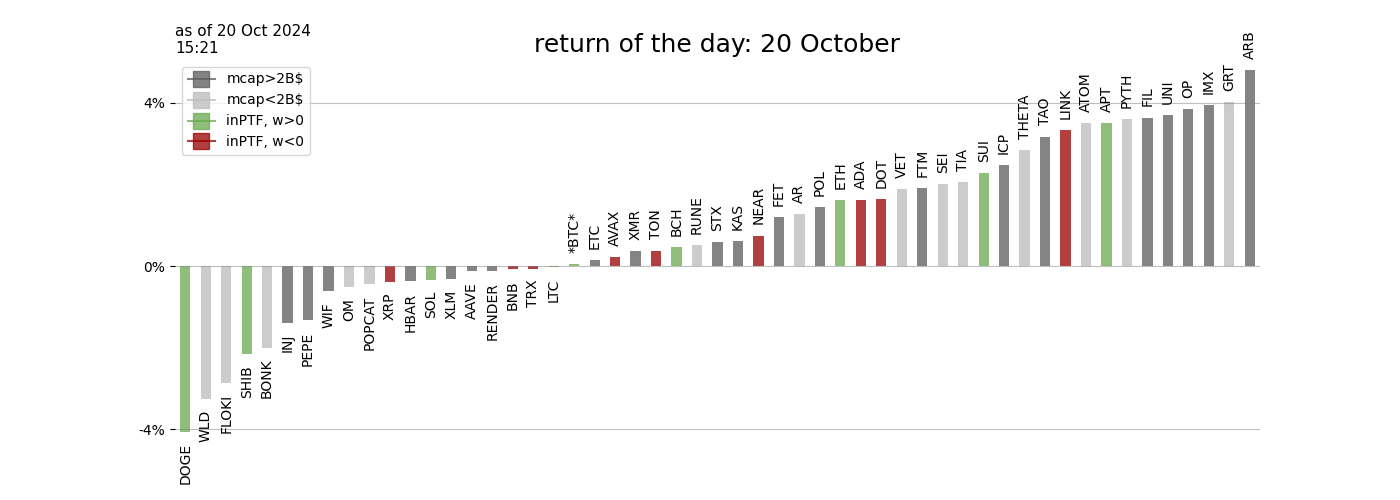 as of 20 Oct 2024
15:21
return of the day: 20 October
mcap>2B$
mcap<2B$
inPTF, w>0
inPTF, w<0
4%
0%
-4%
DOGE
WLD
FLOKI
SHIB
BONK
INJ
PEPE
WIF
OM
POPCAT
XRP
HBAR
SOL
XLM
AAVE
RENDER
BNB
TRX
LTC
*BTC*
ETC
AVAX
XMR
TON
BCH
RUNE
STX
KAS
NEAR
FET
AR
POL
ETH
ADA
DOT
VET
FTM
SEI
TIA
SUI
ICP
THETA
TAO
LINK
ATOM
APT
PYTH
FIL
UNI
OP
IMX
GRT
ARB